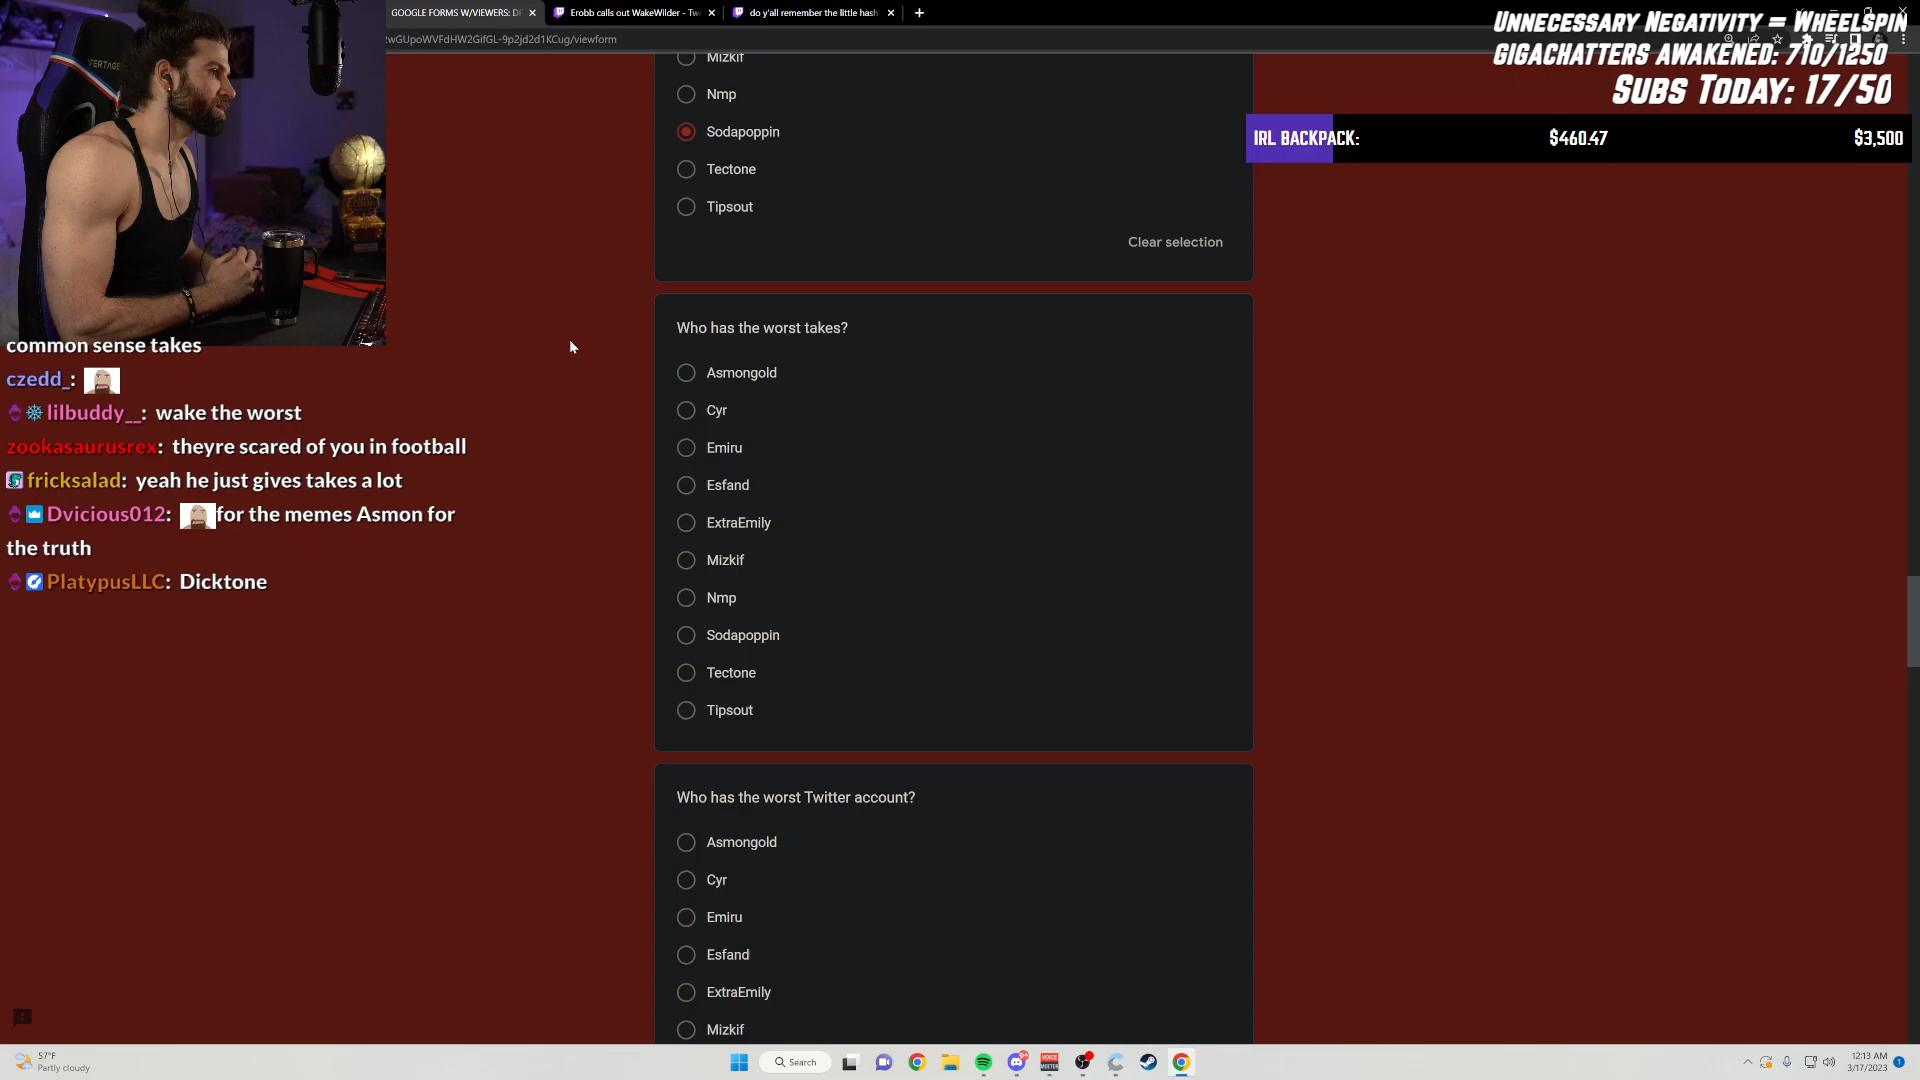 GOOGLE FORMS W/VIEWERS: D
Erobb calls out WakeWilder - Tw
do y'all remember the little hash
wGUpoWVFdHW2GifGL-9p2jd2d1KCug/viewform
UNNECESSARY NEGATIVITY = WHEELSPIN
GIGACHATTERS AWAKENED: 710/1250
SUBS TODAY: 17/50
IRL BACKPACK: $460.47 $3,500
Mizkif
Nmp
Sodapoppin
Tectone
Tipsout
Clear selection
Who has the worst takes?
Asmongold
Cyr
Emiru
Esfand
ExtraEmily
Mizkif
Nmp
Sodapoppin
Tectone
Tipsout
Who has the worst Twitter account?
Asmongold
Cyr
Emiru
Esfand
ExtraEmily
Mizkif
common sense takes
czedd_:
lilbuddy__: wake the worst
zookasaurusrex: theyre scared of you in football
fricksalad: yeah he just gives takes a lot
Dvicious012: for the memes Asmon for
the truth
PlatypusLLC: Dicktone
57°F
Partly cloudy
Search
12:13 AM
3/17/2023
1